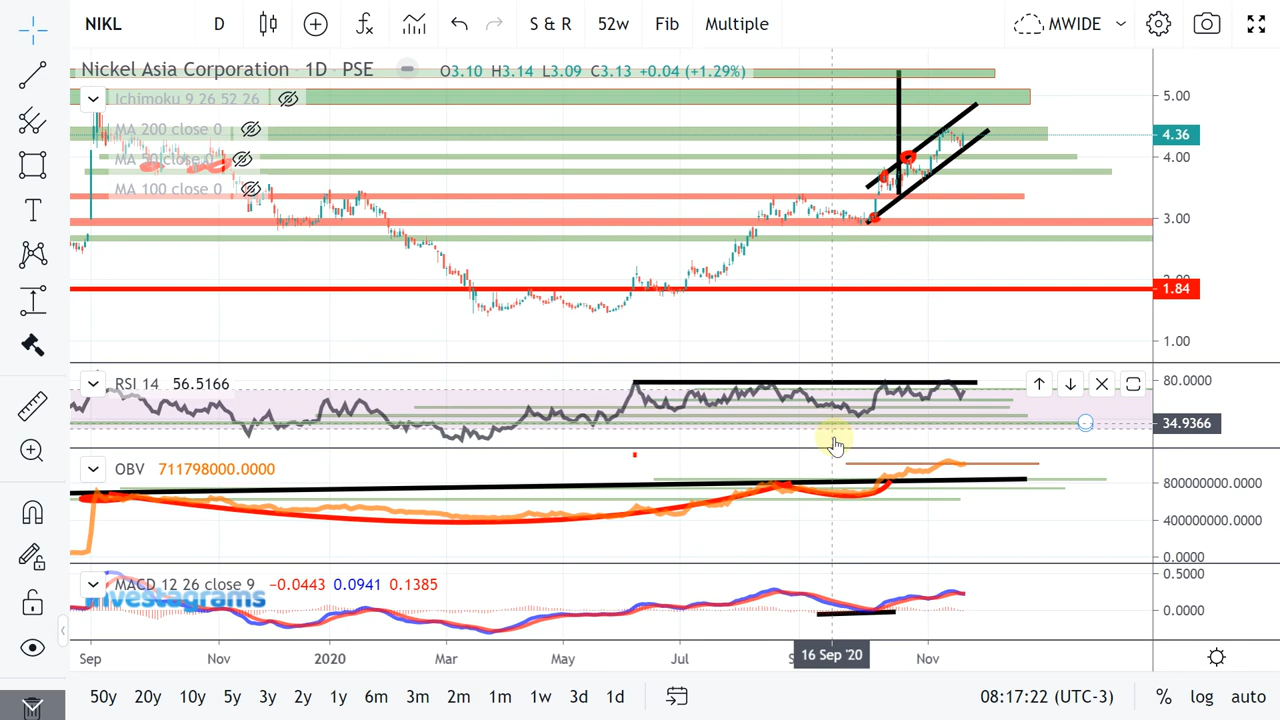 NIKL D S & R 52w Fib Multiple MWIDE
Nickel Asia Corporation · 1D · PSE O3.10 H3.14 L3.09 C3.13 +0.04 (+1.29%)
Ichimoku 9 26 52 26
MA 200 close 0
MA 50 close 0
MA 100 close 0
5.00
4.36
4.00
3.00
2.00
1.84
1.00
RSI 14 56.5166
80.0000
34.9366
OBV 711798000.0000
800000000.0000
400000000.0000
0.0000
MACD 12 26 close 9 −0.0443 0.0941 0.1385
0.5000
0.0000
investagrams
Sep Nov 2020 Mar May Jul S 16 Sep '20 Nov
50y 20y 10y 5y 3y 2y 1y 6m 3m 2m 1m 1w 3d 1d 08:17:22 (UTC-3) % log auto